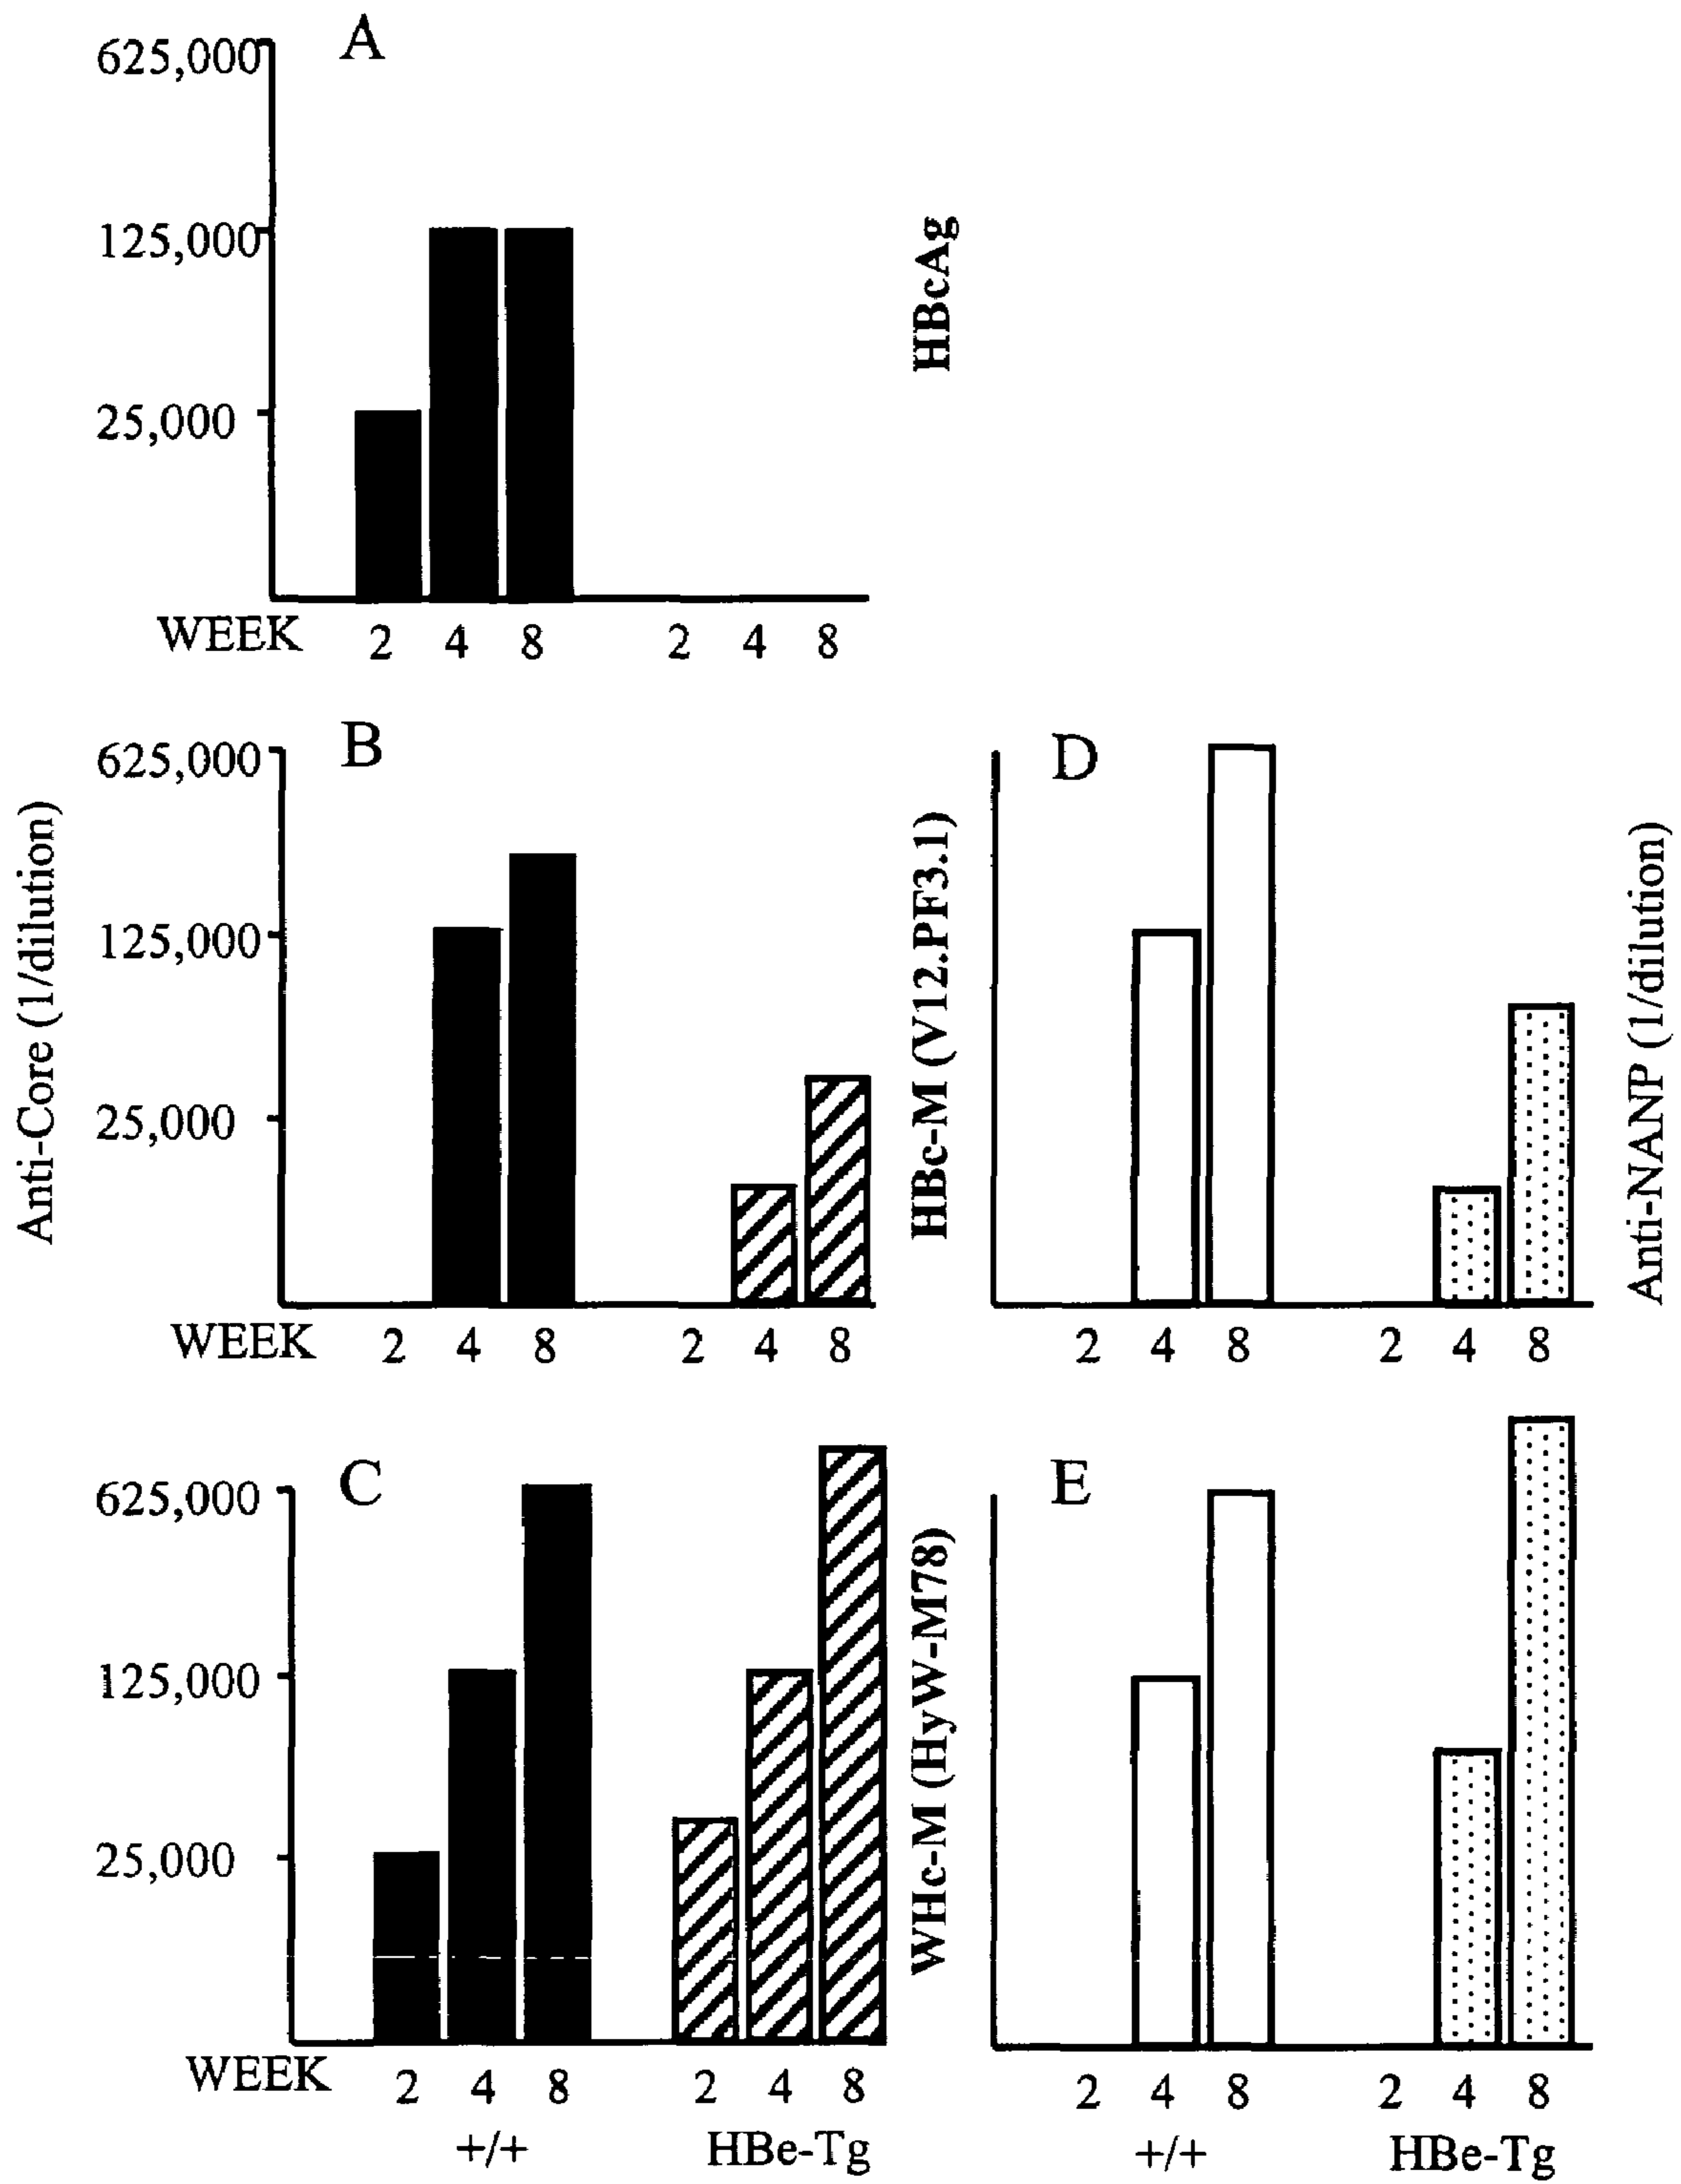 A
625,000
125,000
25,000
HBcAg
WEEK 2 4 8 2 4 8
Anti-Core (1/dilution)
B
625,000
125,000
25,000
WEEK 2 4 8 2 4 8
HBc-M (V12.PF3.1)
D
2 4 8 2 4 8
Anti-NANP (1/dilution)
C
625,000
125,000
25,000
WEEK 2 4 8 2 4 8
+/+ HBe-Tg
WHc-M (HyW-M78)
E
2 4 8 2 4 8
+/+ HBe-Tg